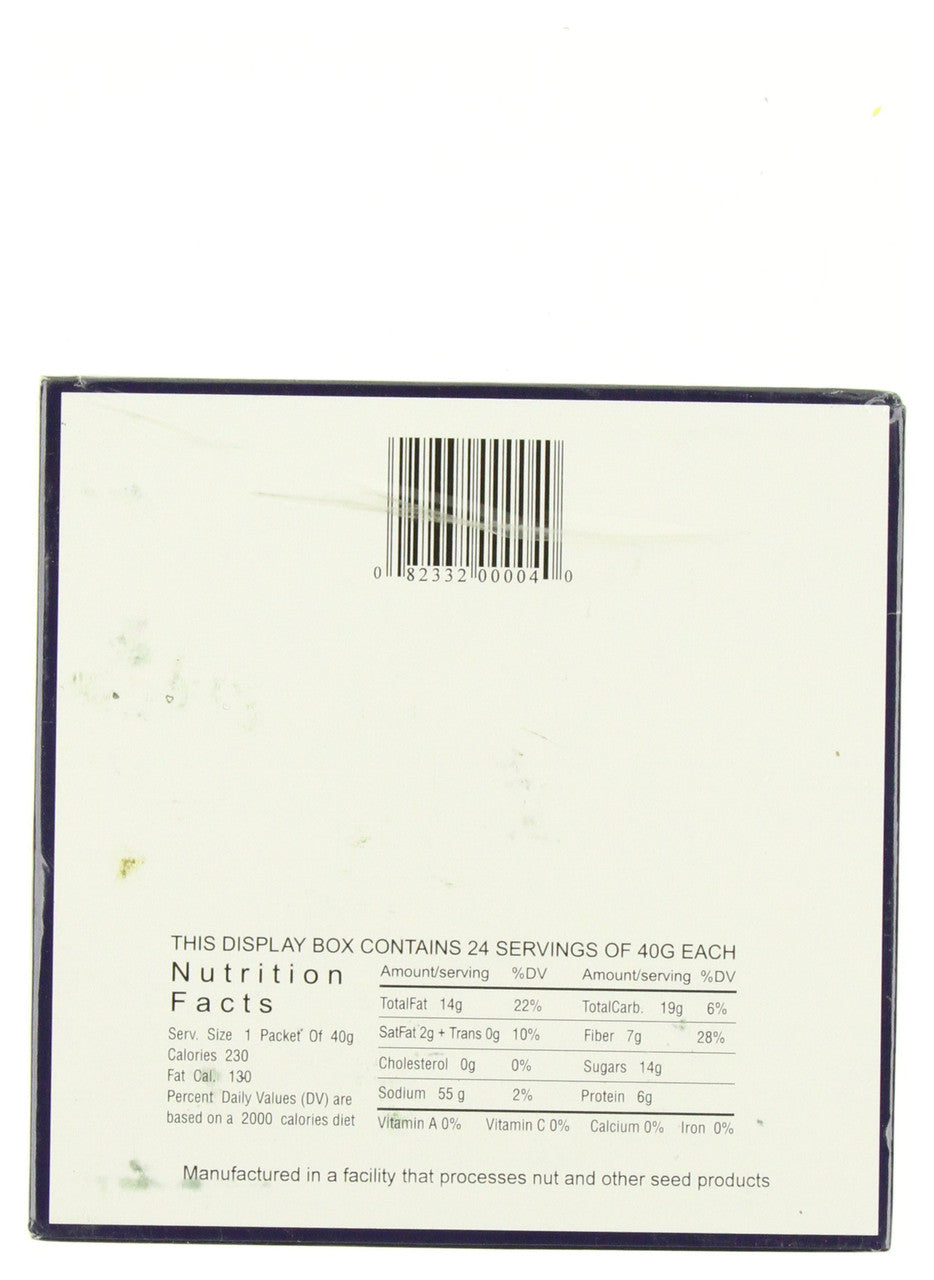 0 82332 00004 0
THIS DISPLAY BOX CONTAINS 24 SERVINGS OF 40G EACH
Nutrition
Facts
Serv. Size 1 Packet Of 40g
Calories 230
Fat Cal. 130
Percent Daily Values (DV) are
based on a 2000 calories diet
Amount/serving %DV Amount/serving %DV
TotalFat 14g 22% TotalCarb. 19g 6%
SatFat 2g + Trans 0g 10% Fiber 7g 28%
Cholesterol 0g 0% Sugars 14g
Sodium 55 g 2% Protein 6g
Vitamin A 0% Vitamin C 0% Calcium 0% Iron 0%
Manufactured in a facility that processes nut and other seed products